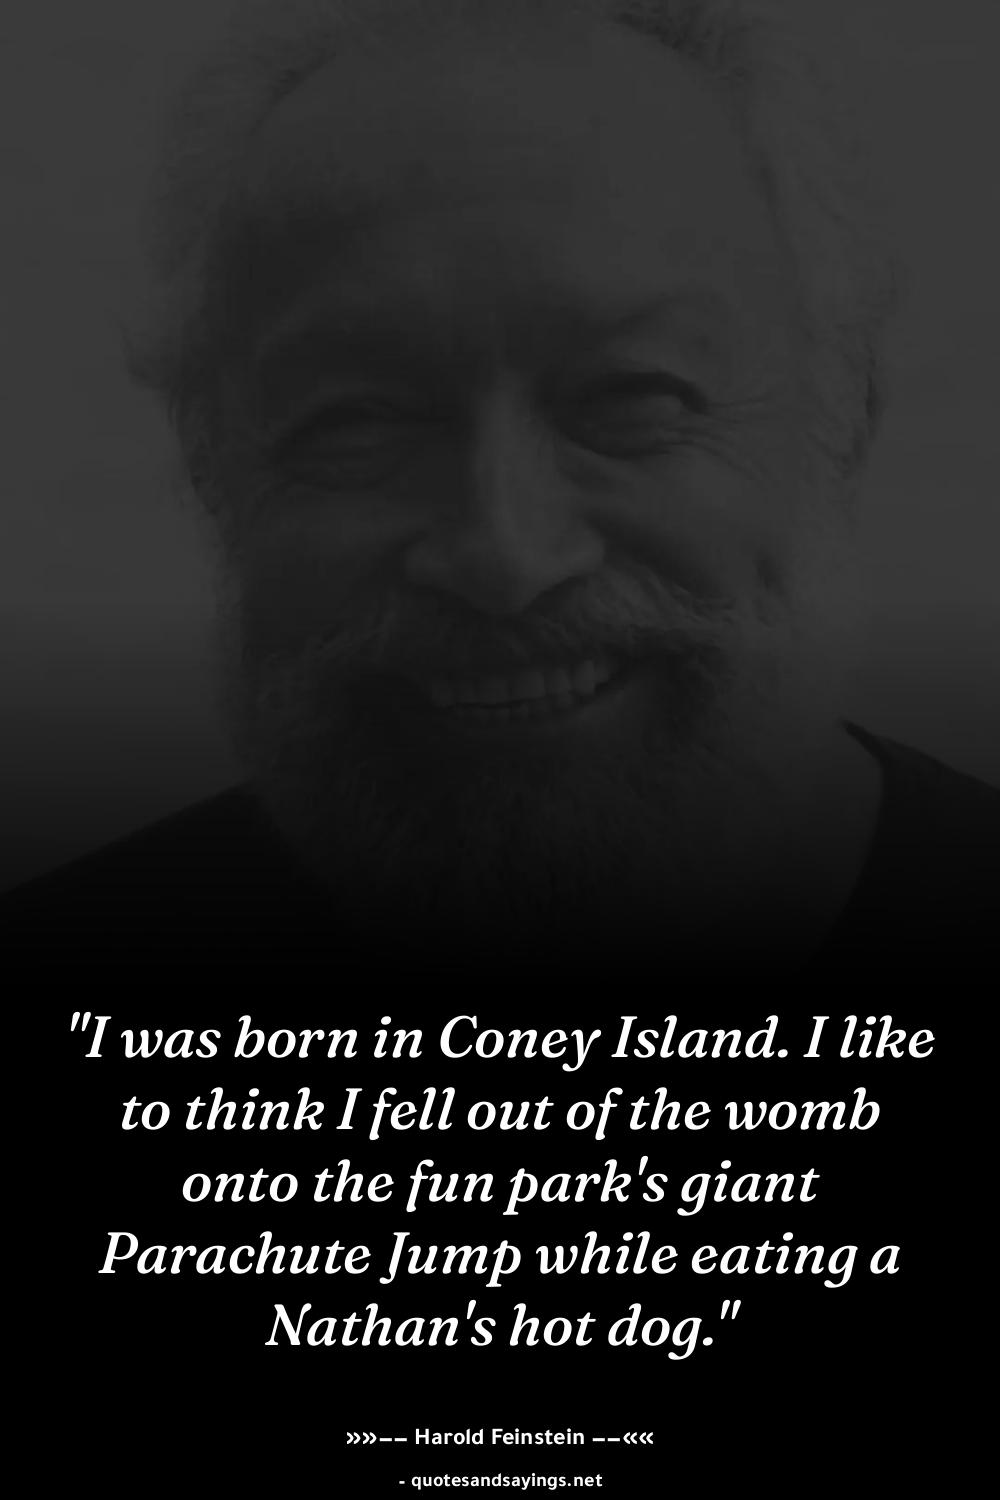 "I was born in Coney Island. I like
to think I fell out of the womb
onto the fun park's giant
Parachute Jump while eating a
Nathan's hot dog."
»»-- Harold Feinstein --««
- quotesandsayings.net